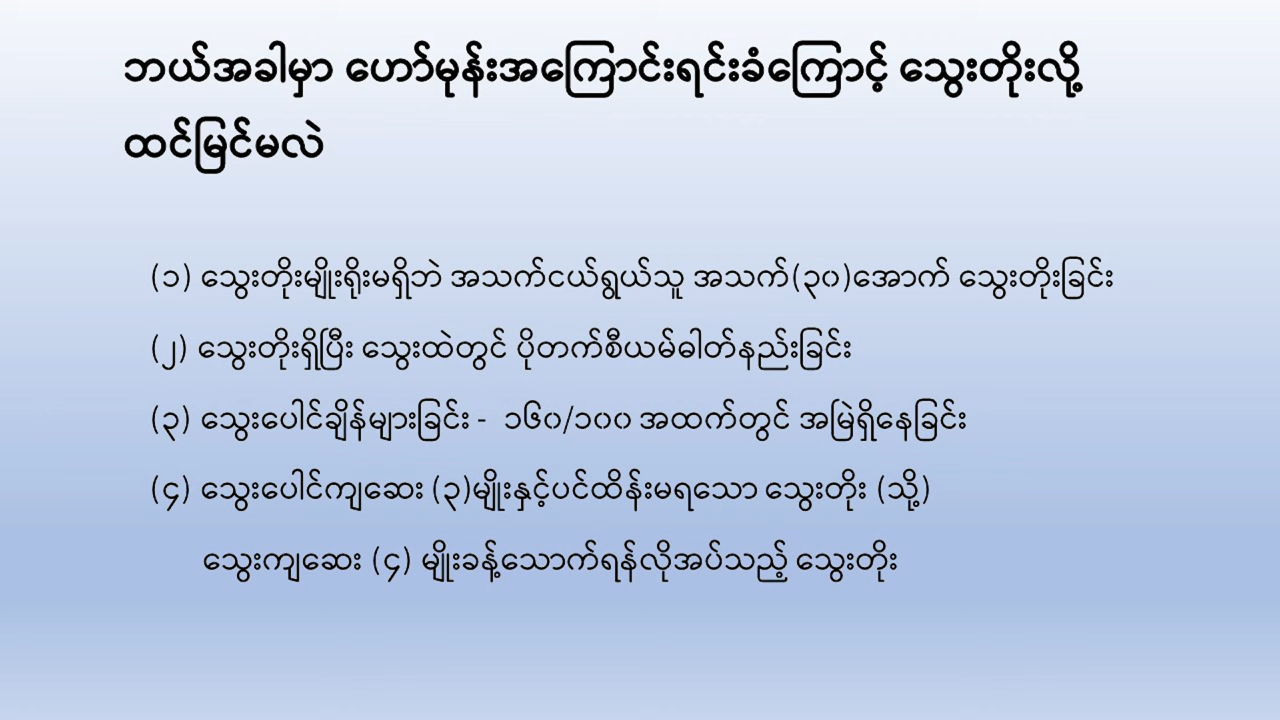 ဘယ်အခါမှာ ဟော်မုန်းအကြောင်းရင်းခံကြောင့် သွေးတိုးလို့
ထင်မြင်မလဲ
(၁) သွေးတိုးမျိုးရိုးမရှိဘဲ အသက်ငယ်ရွယ်သူ အသက်(၃၀)အောက် သွေးတိုးခြင်း
(၂) သွေးတိုးရှိပြီး သွေးထဲတွင် ပိုတက်စီယမ်ဓါတ်နည်းခြင်း
(၃) သွေးပေါင်ချိန်များခြင်း - ၁၆၀/၁၀၀ အထက်တွင် အမြဲရှိနေခြင်း
(၄) သွေးပေါင်ကျဆေး (၃)မျိုးနှင့်ပင်ထိန်းမရသော သွေးတိုး (သို့)
သွေးကျဆေး (၄) မျိုးခန့်သောက်ရန်လိုအပ်သည့် သွေးတိုး